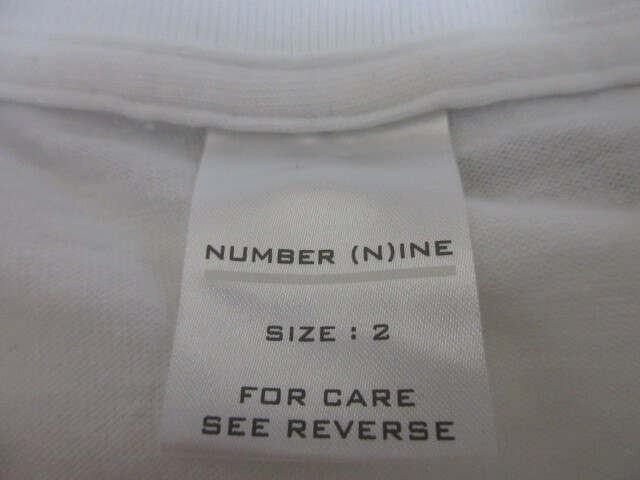 NUMBER (N)INE
SIZE : 2
FOR CARE
SEE REVERSE